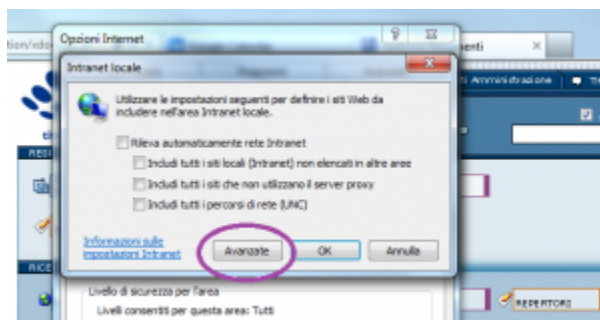 Opzioni Internet
enti
Intranet locale
Amministrazione
Utilizzare le impostazioni seguenti per definire i siti Web da
includere nell'area Intranet locale.
Rileva automaticamente rete Intranet
Includi tutti i siti locali (Intranet) non elencati in altre aree
Includi tutti i siti che non utilizzano il server proxy
Includi tutti i percorsi di rete (UNC)
Informazioni sulle
impostazioni Intranet
Avanzate
OK
Annulla
Livello di sicurezza per l'area
Livelli consentiti per questa area: Tutti
REPERTORI